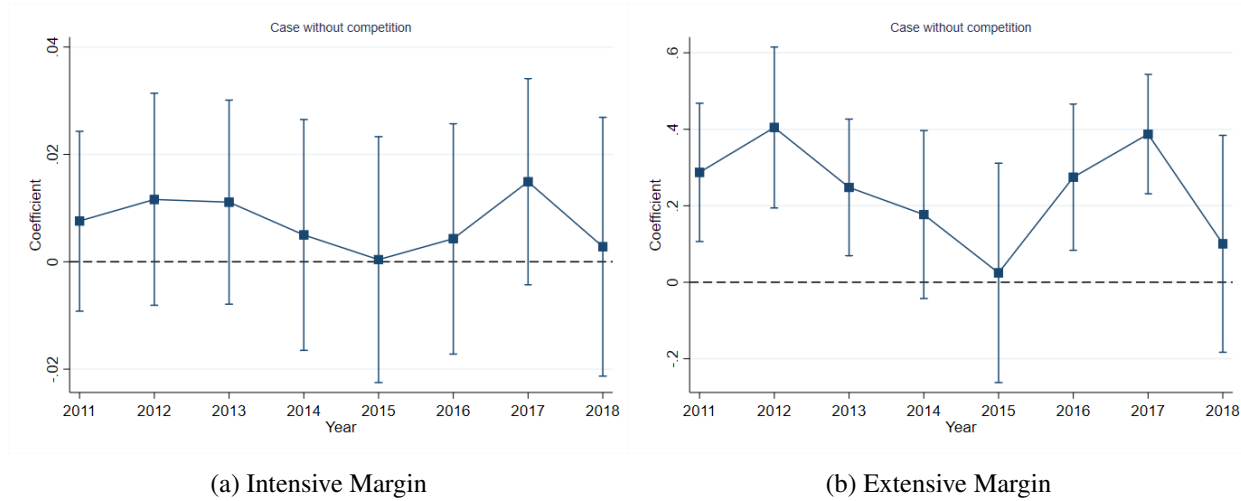 Case without competition
.04
.02
0
-.02
Coefficient
2011 2012 2013 2014 2015 2016 2017 2018
Year
(a) Intensive Margin
Case without competition
.6
.4
.2
0
-.2
Coefficient
2011 2012 2013 2014 2015 2016 2017 2018
Year
(b) Extensive Margin